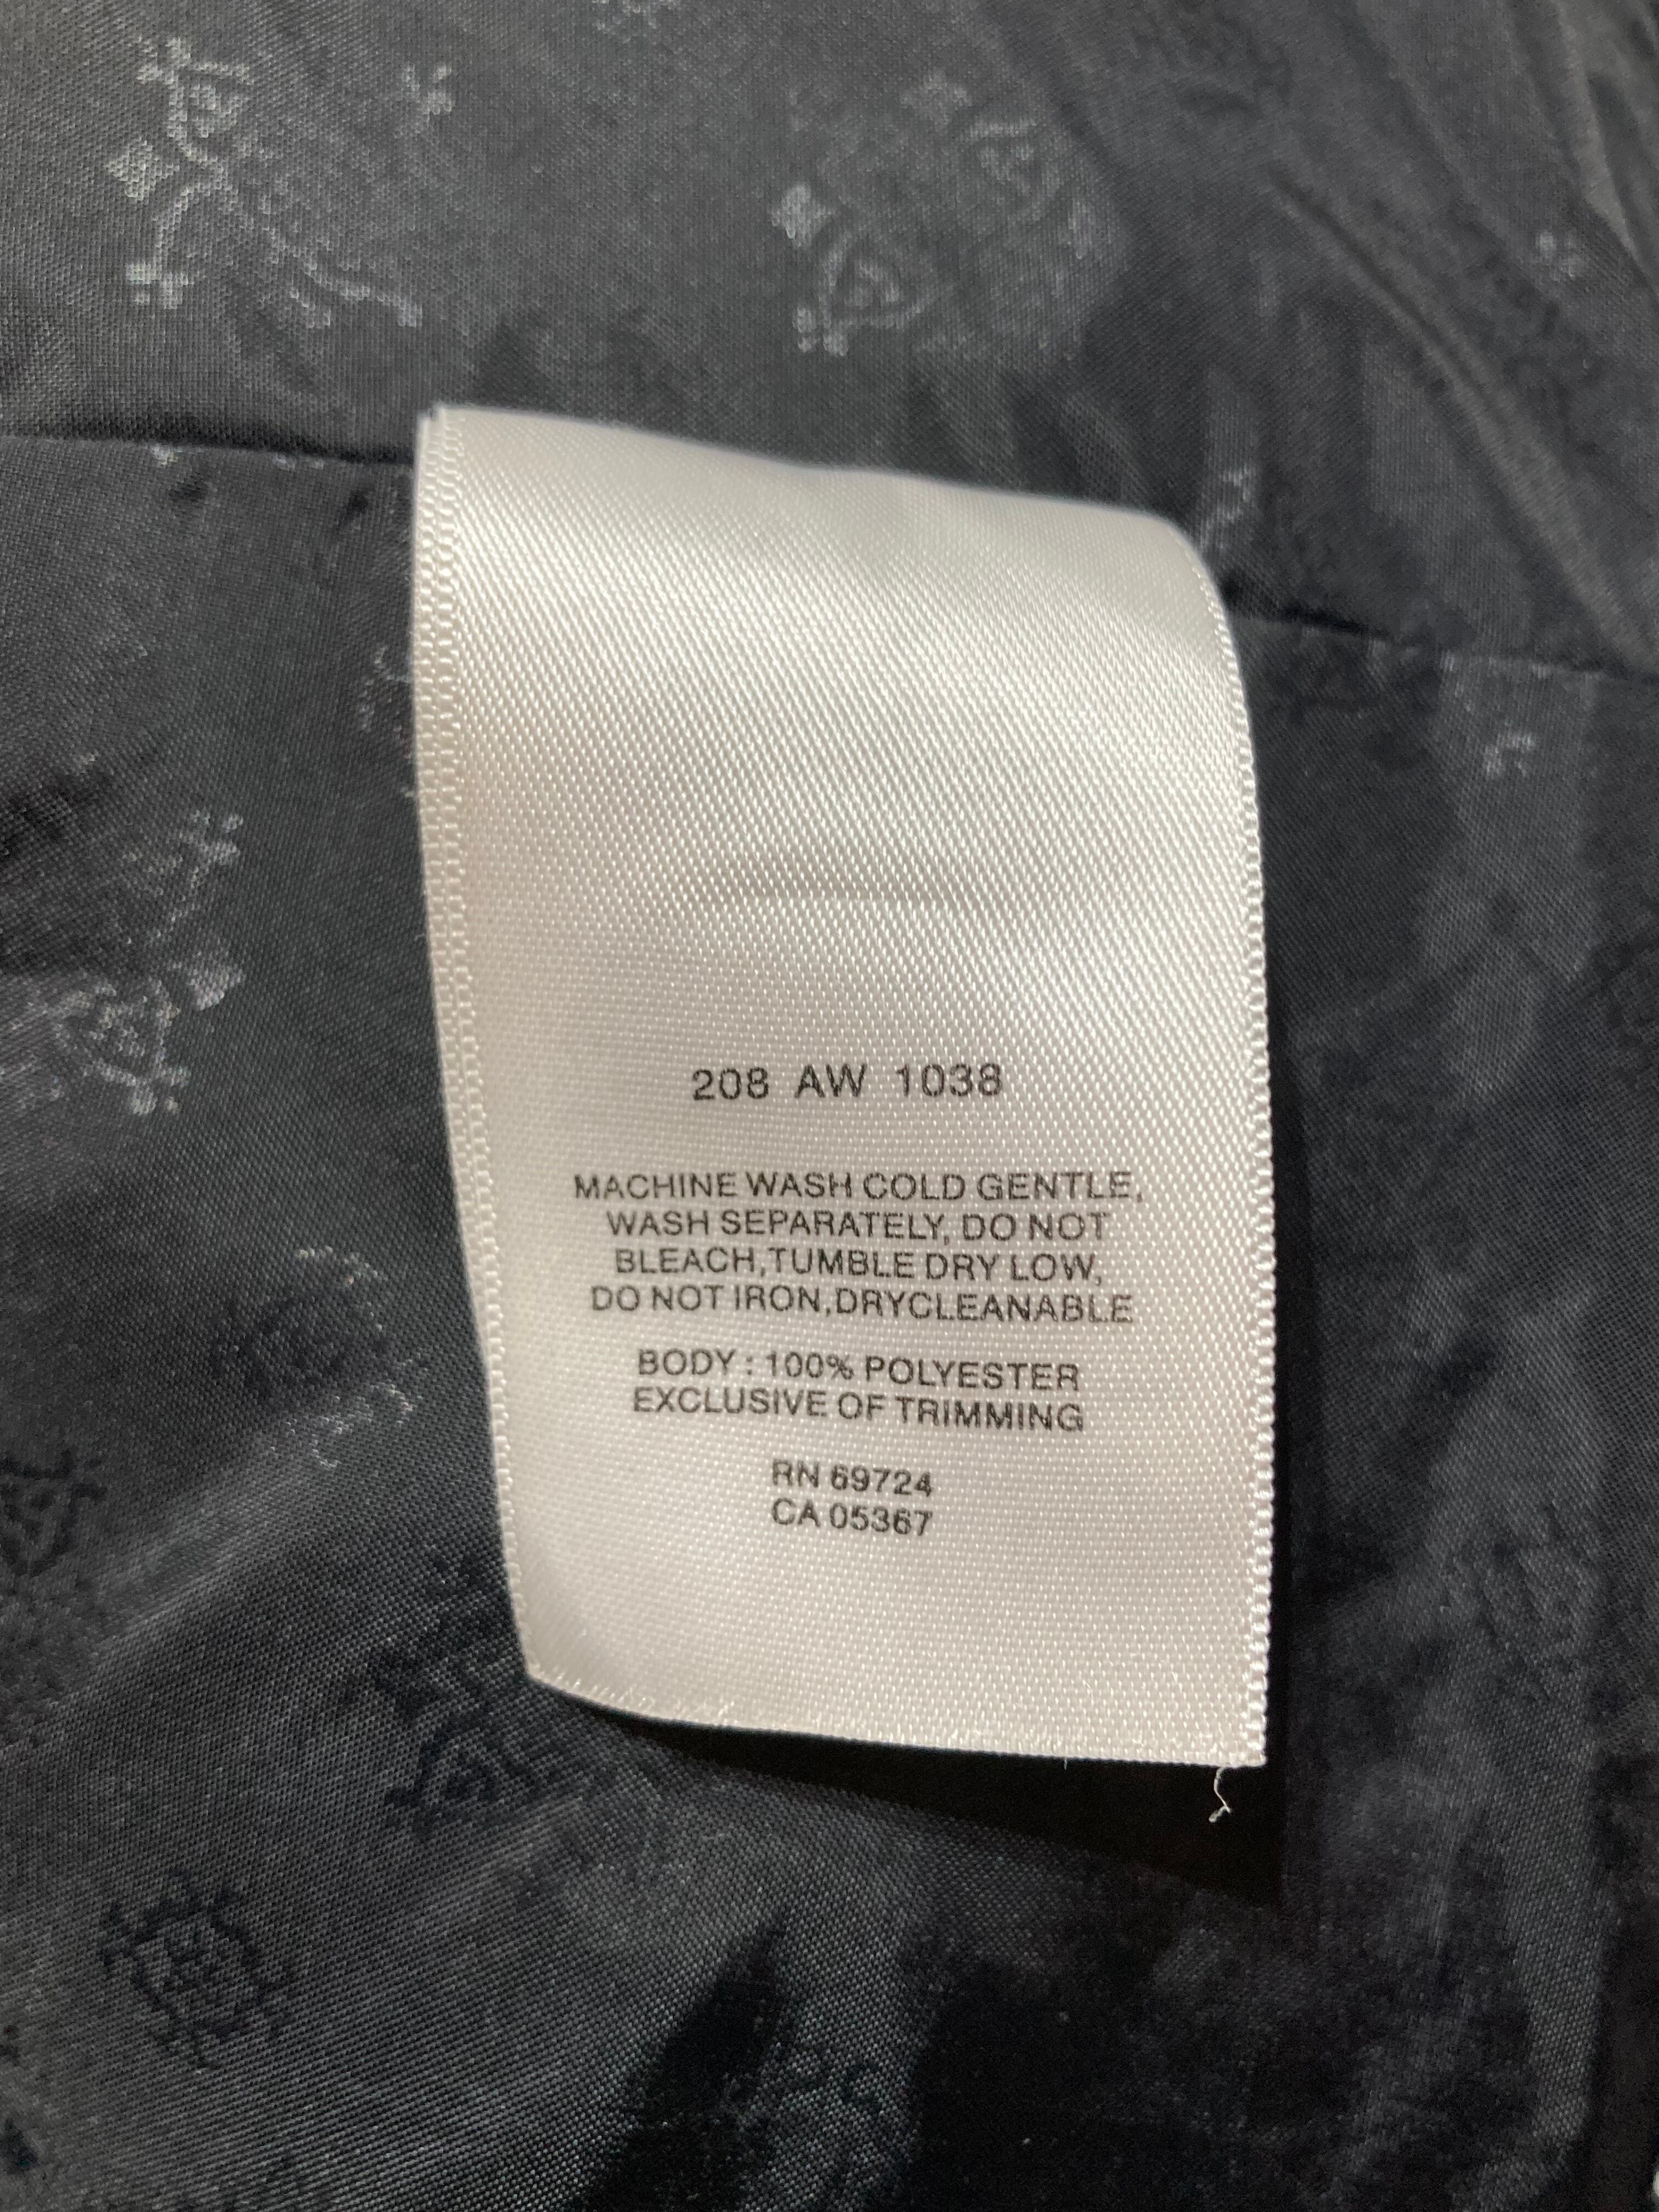 208 AW 1038
MACHINE WASH COLD GENTLE,
WASH SEPARATELY, DO NOT
BLEACH,TUMBLE DRY LOW,
DO NOT IRON,DRYCLEANABLE
BODY : 100% POLYESTER
EXCLUSIVE OF TRIMMING
RN 69724
CA 05367